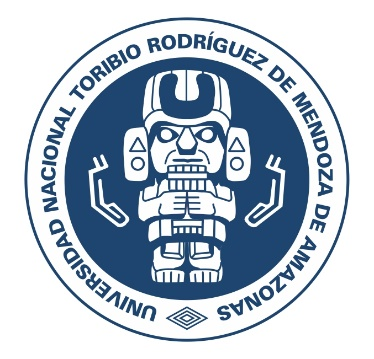 UNIVERSIDAD NACIONAL TORIBIO RODRÍGUEZ DE MENDOZA DE AMAZONAS